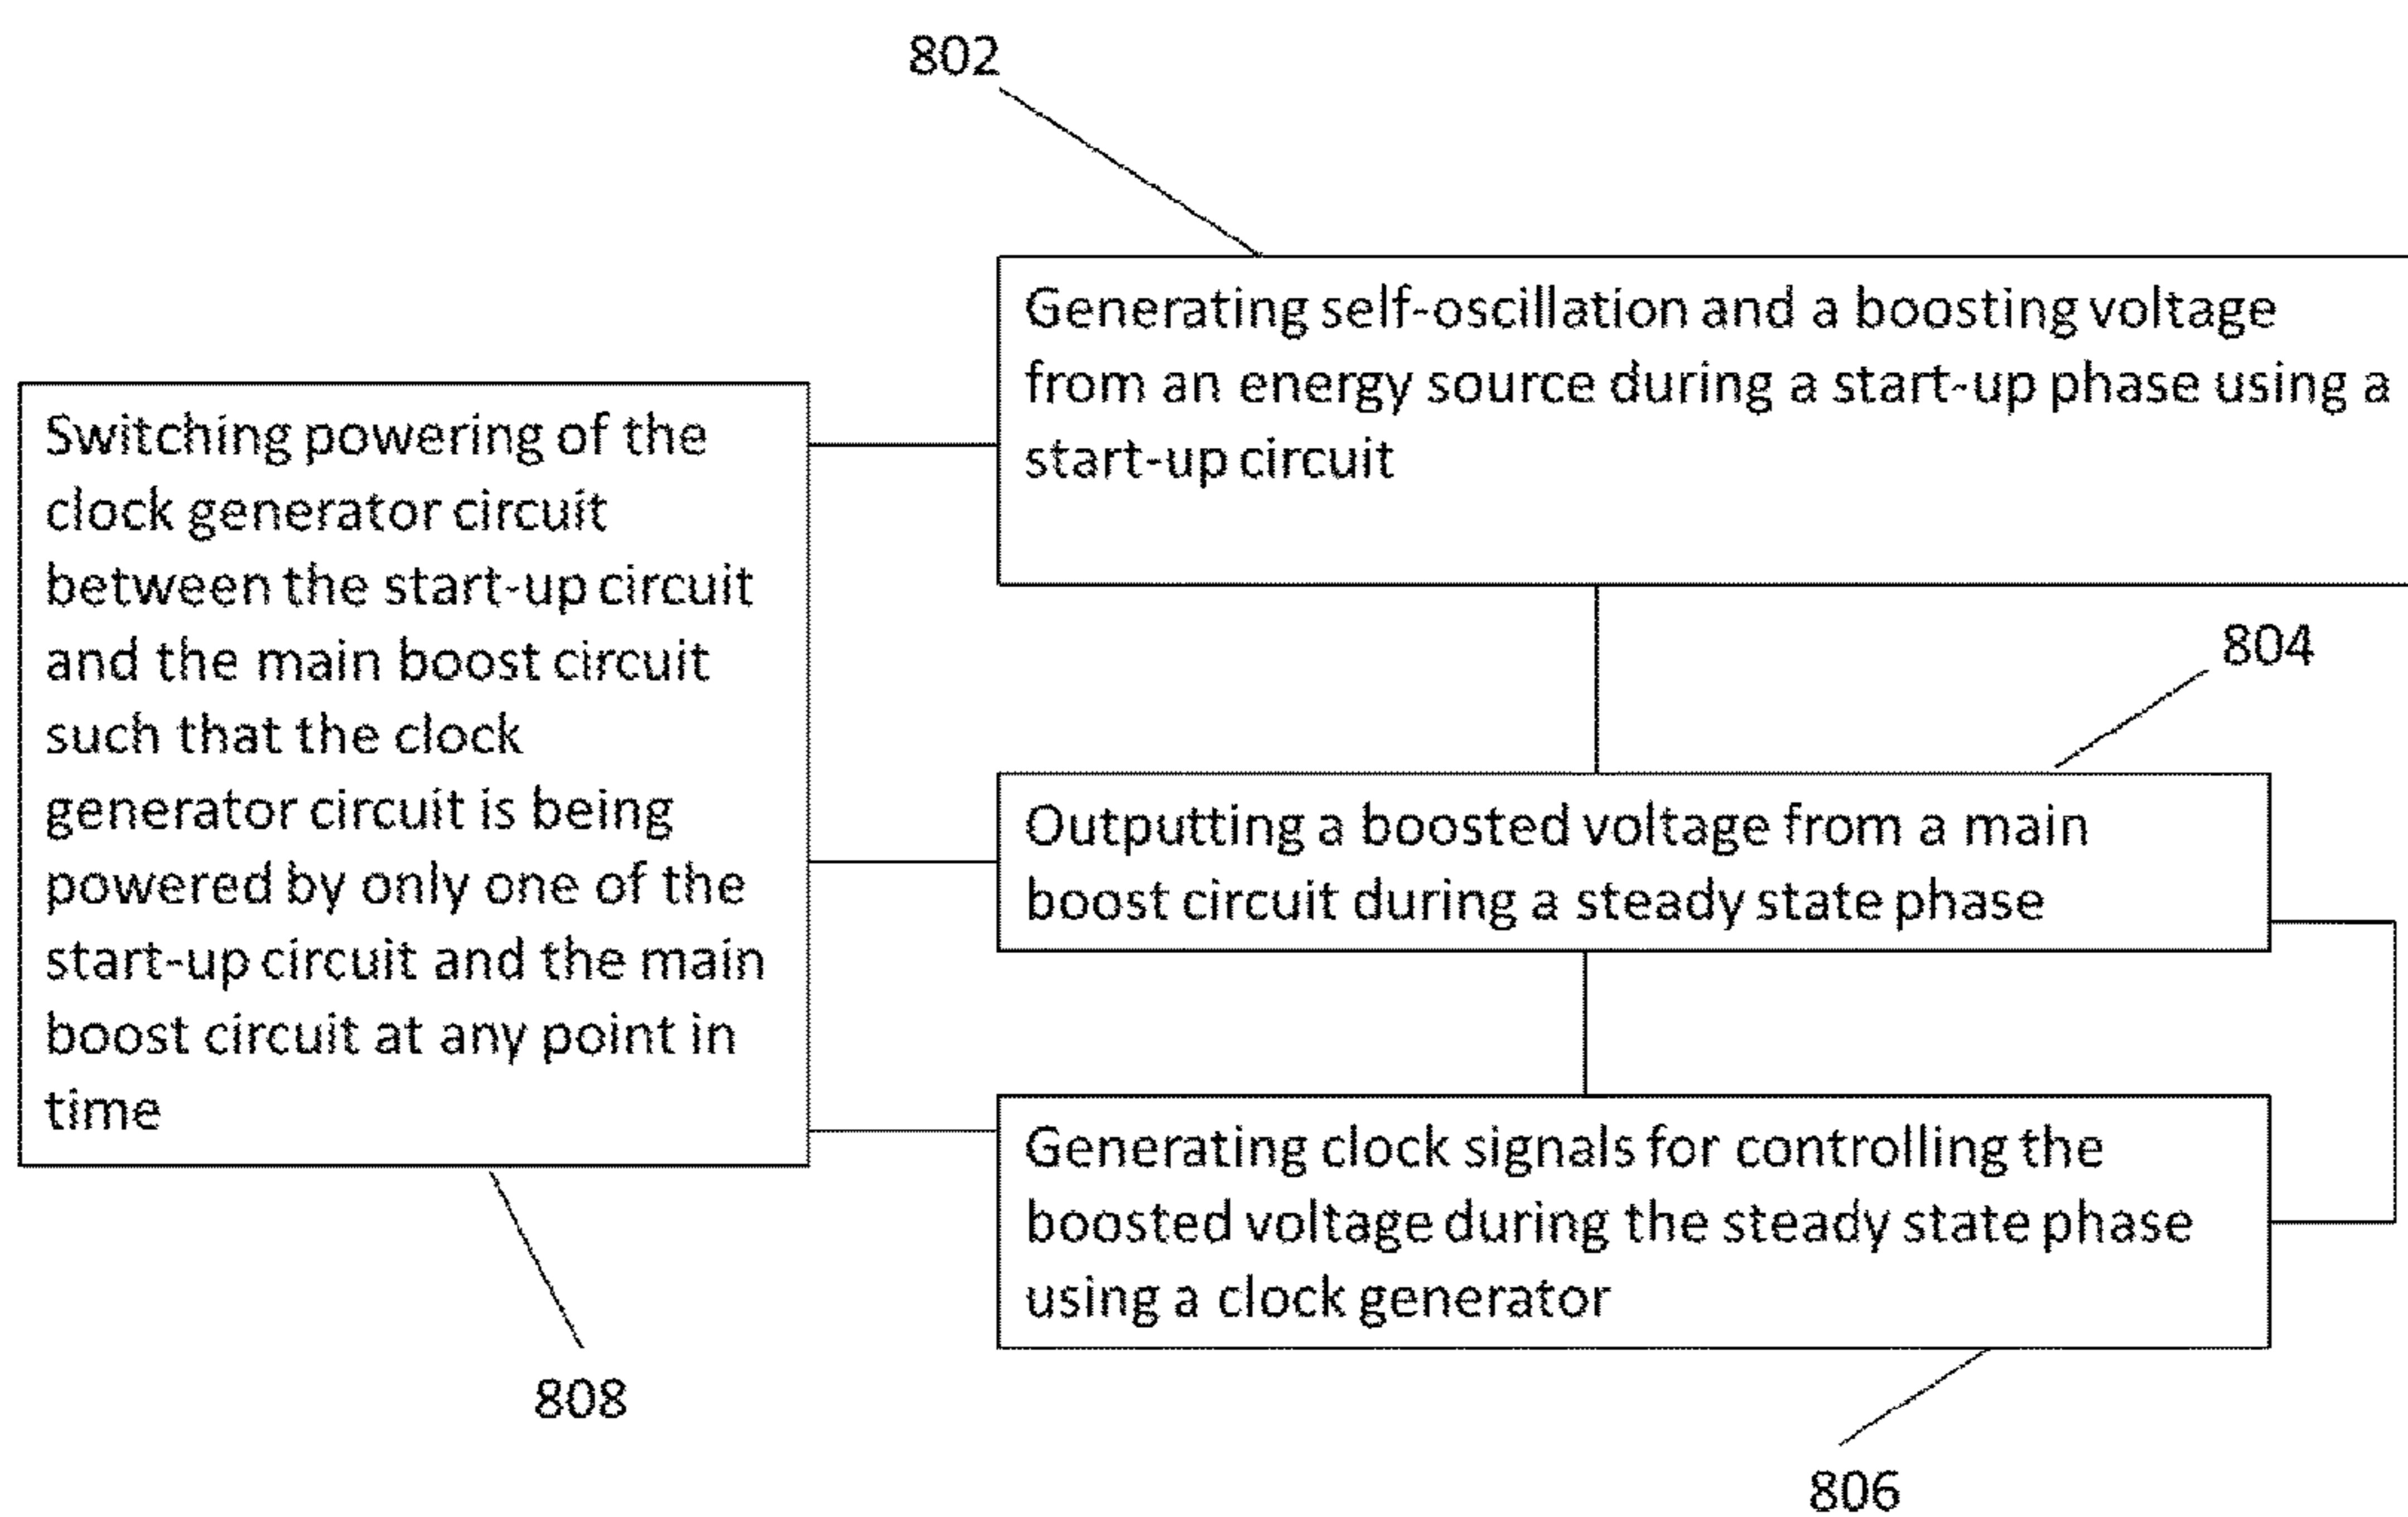 802
Generating self-oscillation and a boosting voltage
from an energy source during a start-up phase using a
start-up circuit
Switching powering of the
clock generator circuit
between the start-up circuit
and the main boost circuit
such that the clock
generator circuit is being
powered by only one of the
start-up circuit and the main
boost circuit at any point in
time
804
Outputting a boosted voltage from a main
boost circuit during a steady state phase
Generating clock signals for controlling the
boosted voltage during the steady state phase
using a clock generator
808
806